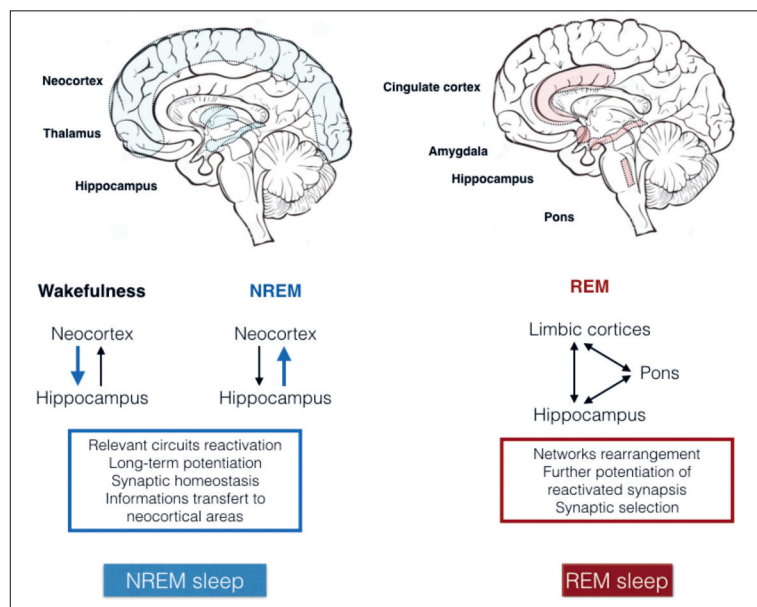 Neocortex
Thalamus
Hippocampus
Cingulate cortex
Amygdala
Hippocampus
Pons
Wakefulness
Neocortex
Hippocampus
NREM
Neocortex
Hippocampus
Relevant circuits reactivation
Long-term potentiation
Synaptic homeostasis
Informations transfert to
neocortical areas
NREM sleep
REM
Limbic cortices
Pons
Hippocampus
Networks rearrangement
Further potentiation of
reactivated synapsis
Synaptic selection
REM sleep